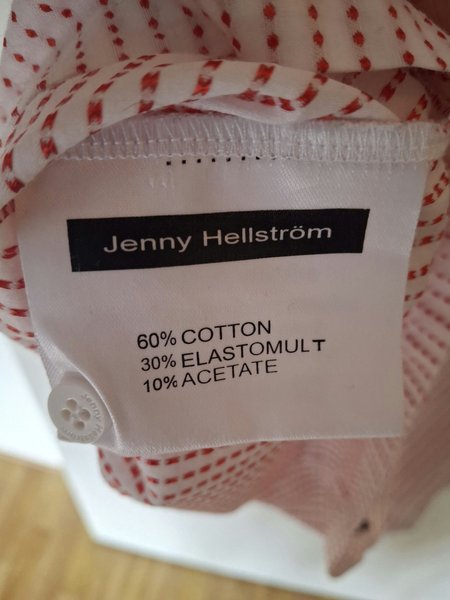 Jenny Hellström
60% COTTON
30% ELASTOMULT
10% ACETATE